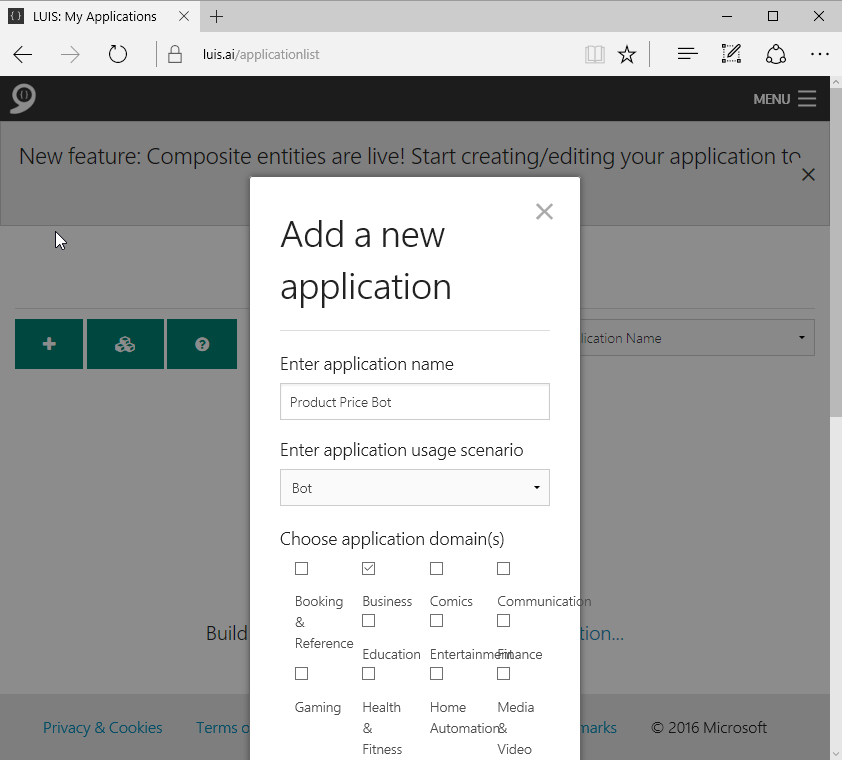 LUIS: My Applications
luis.ai/applicationlist
MENU
New feature: Composite entities are live! Start creating/editing your application to
Add a new
application
Enter application name
ication Name
Product Price Bot
Enter application usage scenario
Bot
Choose application domain(s)
Booking
&
Reference
Business
Comics
Communication
Education
Entertainment
Finance
Build
tion...
Gaming
Health
&
Fitness
Home
Automation
Media
&
Video
Privacy & Cookies
Terms o
marks
© 2016 Microsoft